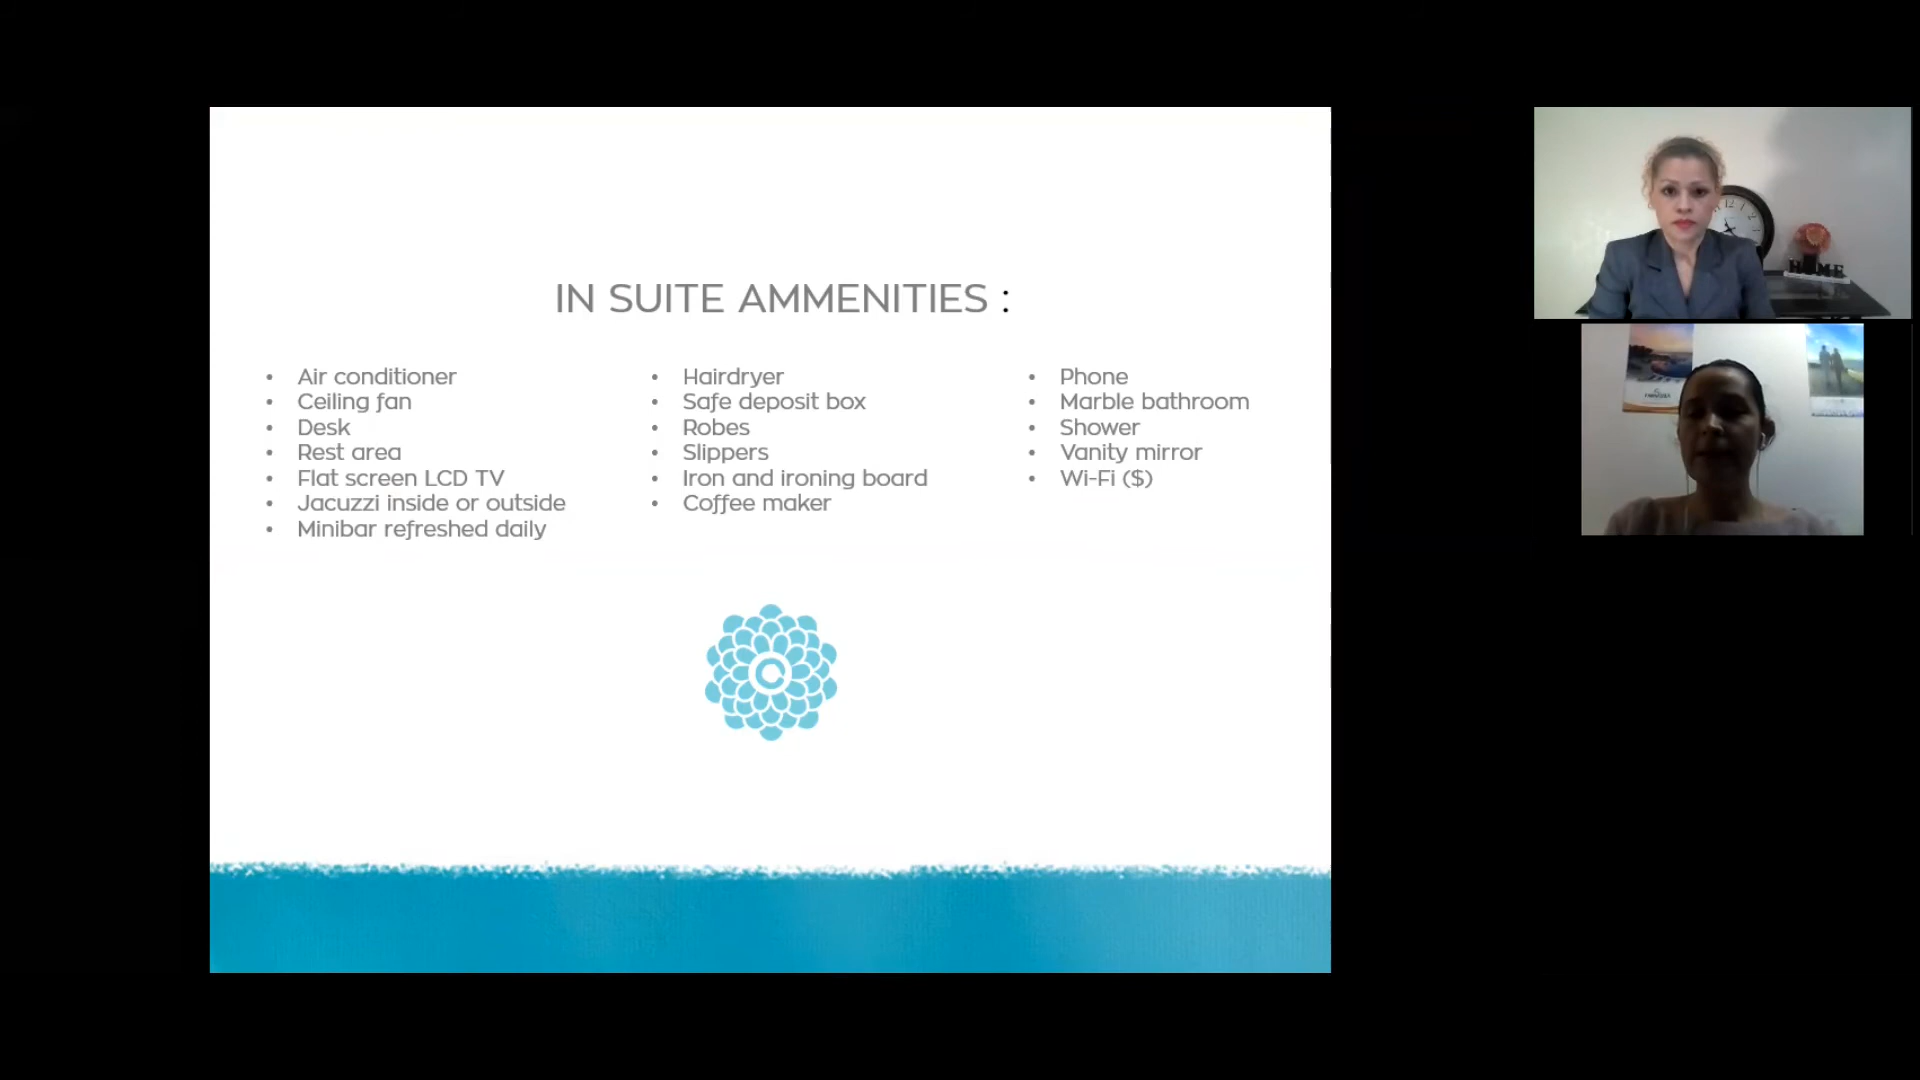 IN SUITE AMMENITIES :
• Air conditioner
• Ceiling fan
• Desk
• Rest area
• Flat screen LCD TV
• Jacuzzi inside or outside
• Minibar refreshed daily
• Hairdryer
• Safe deposit box
• Robes
• Slippers
• Iron and ironing board
• Coffee maker
• Phone
• Marble bathroom
• Shower
• Vanity mirror
• Wi-Fi ($)
HOME